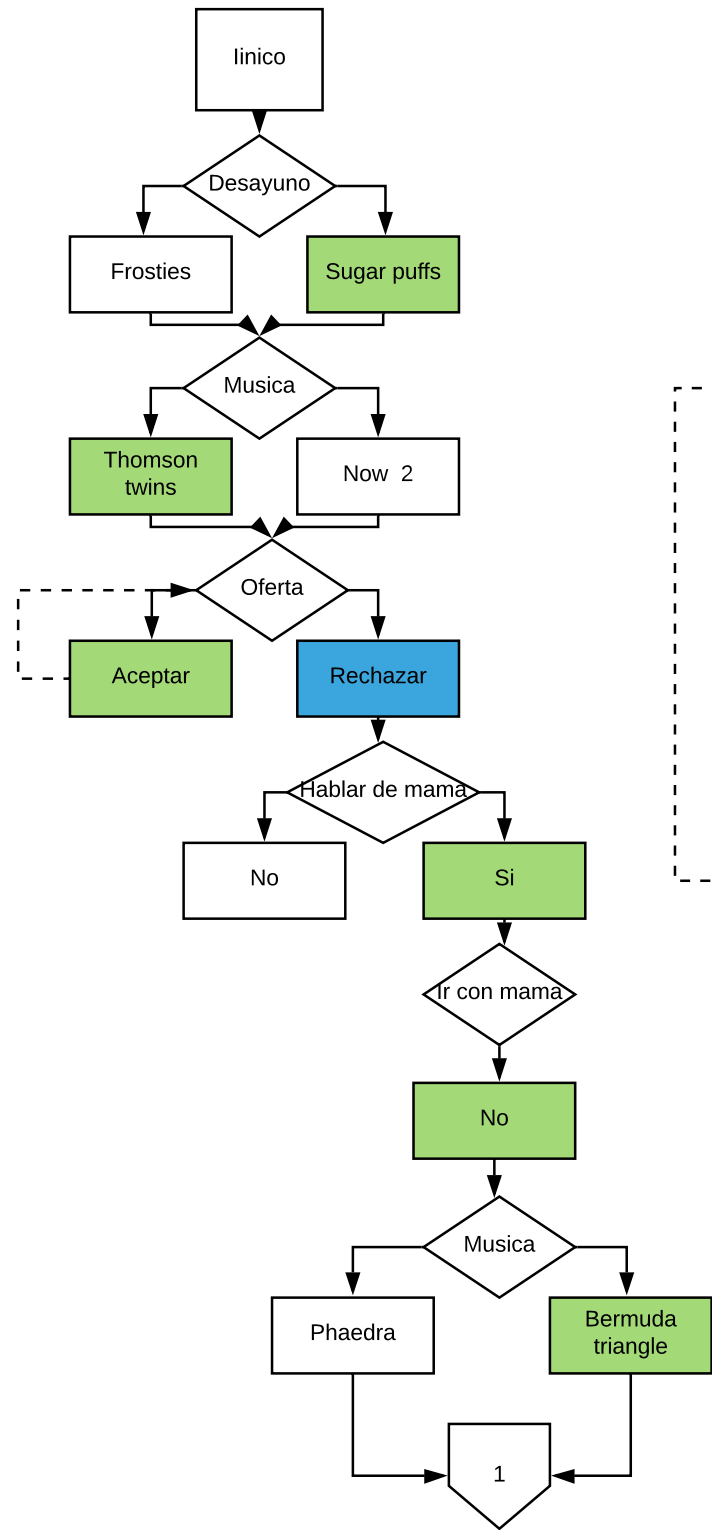 Iinico
Desayuno
Frosties
Sugar puffs
Musica
Thomson
twins
Now 2
Oferta
Aceptar
Rechazar
Hablar de mama
No
Si
Ir con mama
No
Musica
Phaedra
Bermuda
triangle
1